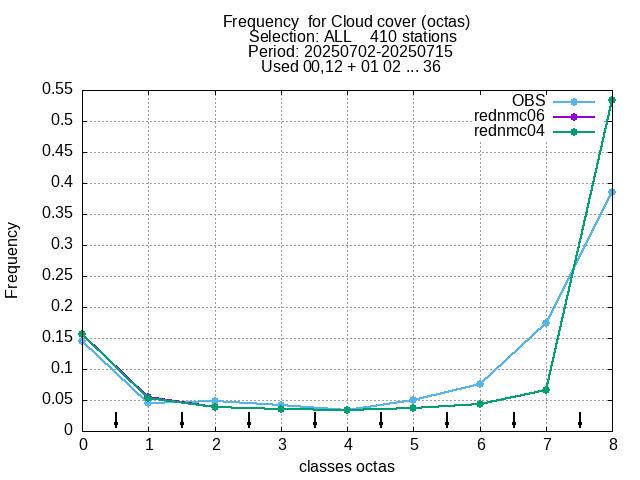 Frequency  for Cloud cover (octas)
Selection: ALL    410 stations
Period: 20250702-20250715
Used 00,12 + 01 02 ... 36
OBS
rednmc06
rednmc04
0.55
0.5
0.45
0.4
0.35
0.3
0.25
0.2
0.15
0.1
0.05
0
Frequency
0 1 2 3 4 5 6 7 8
classes octas